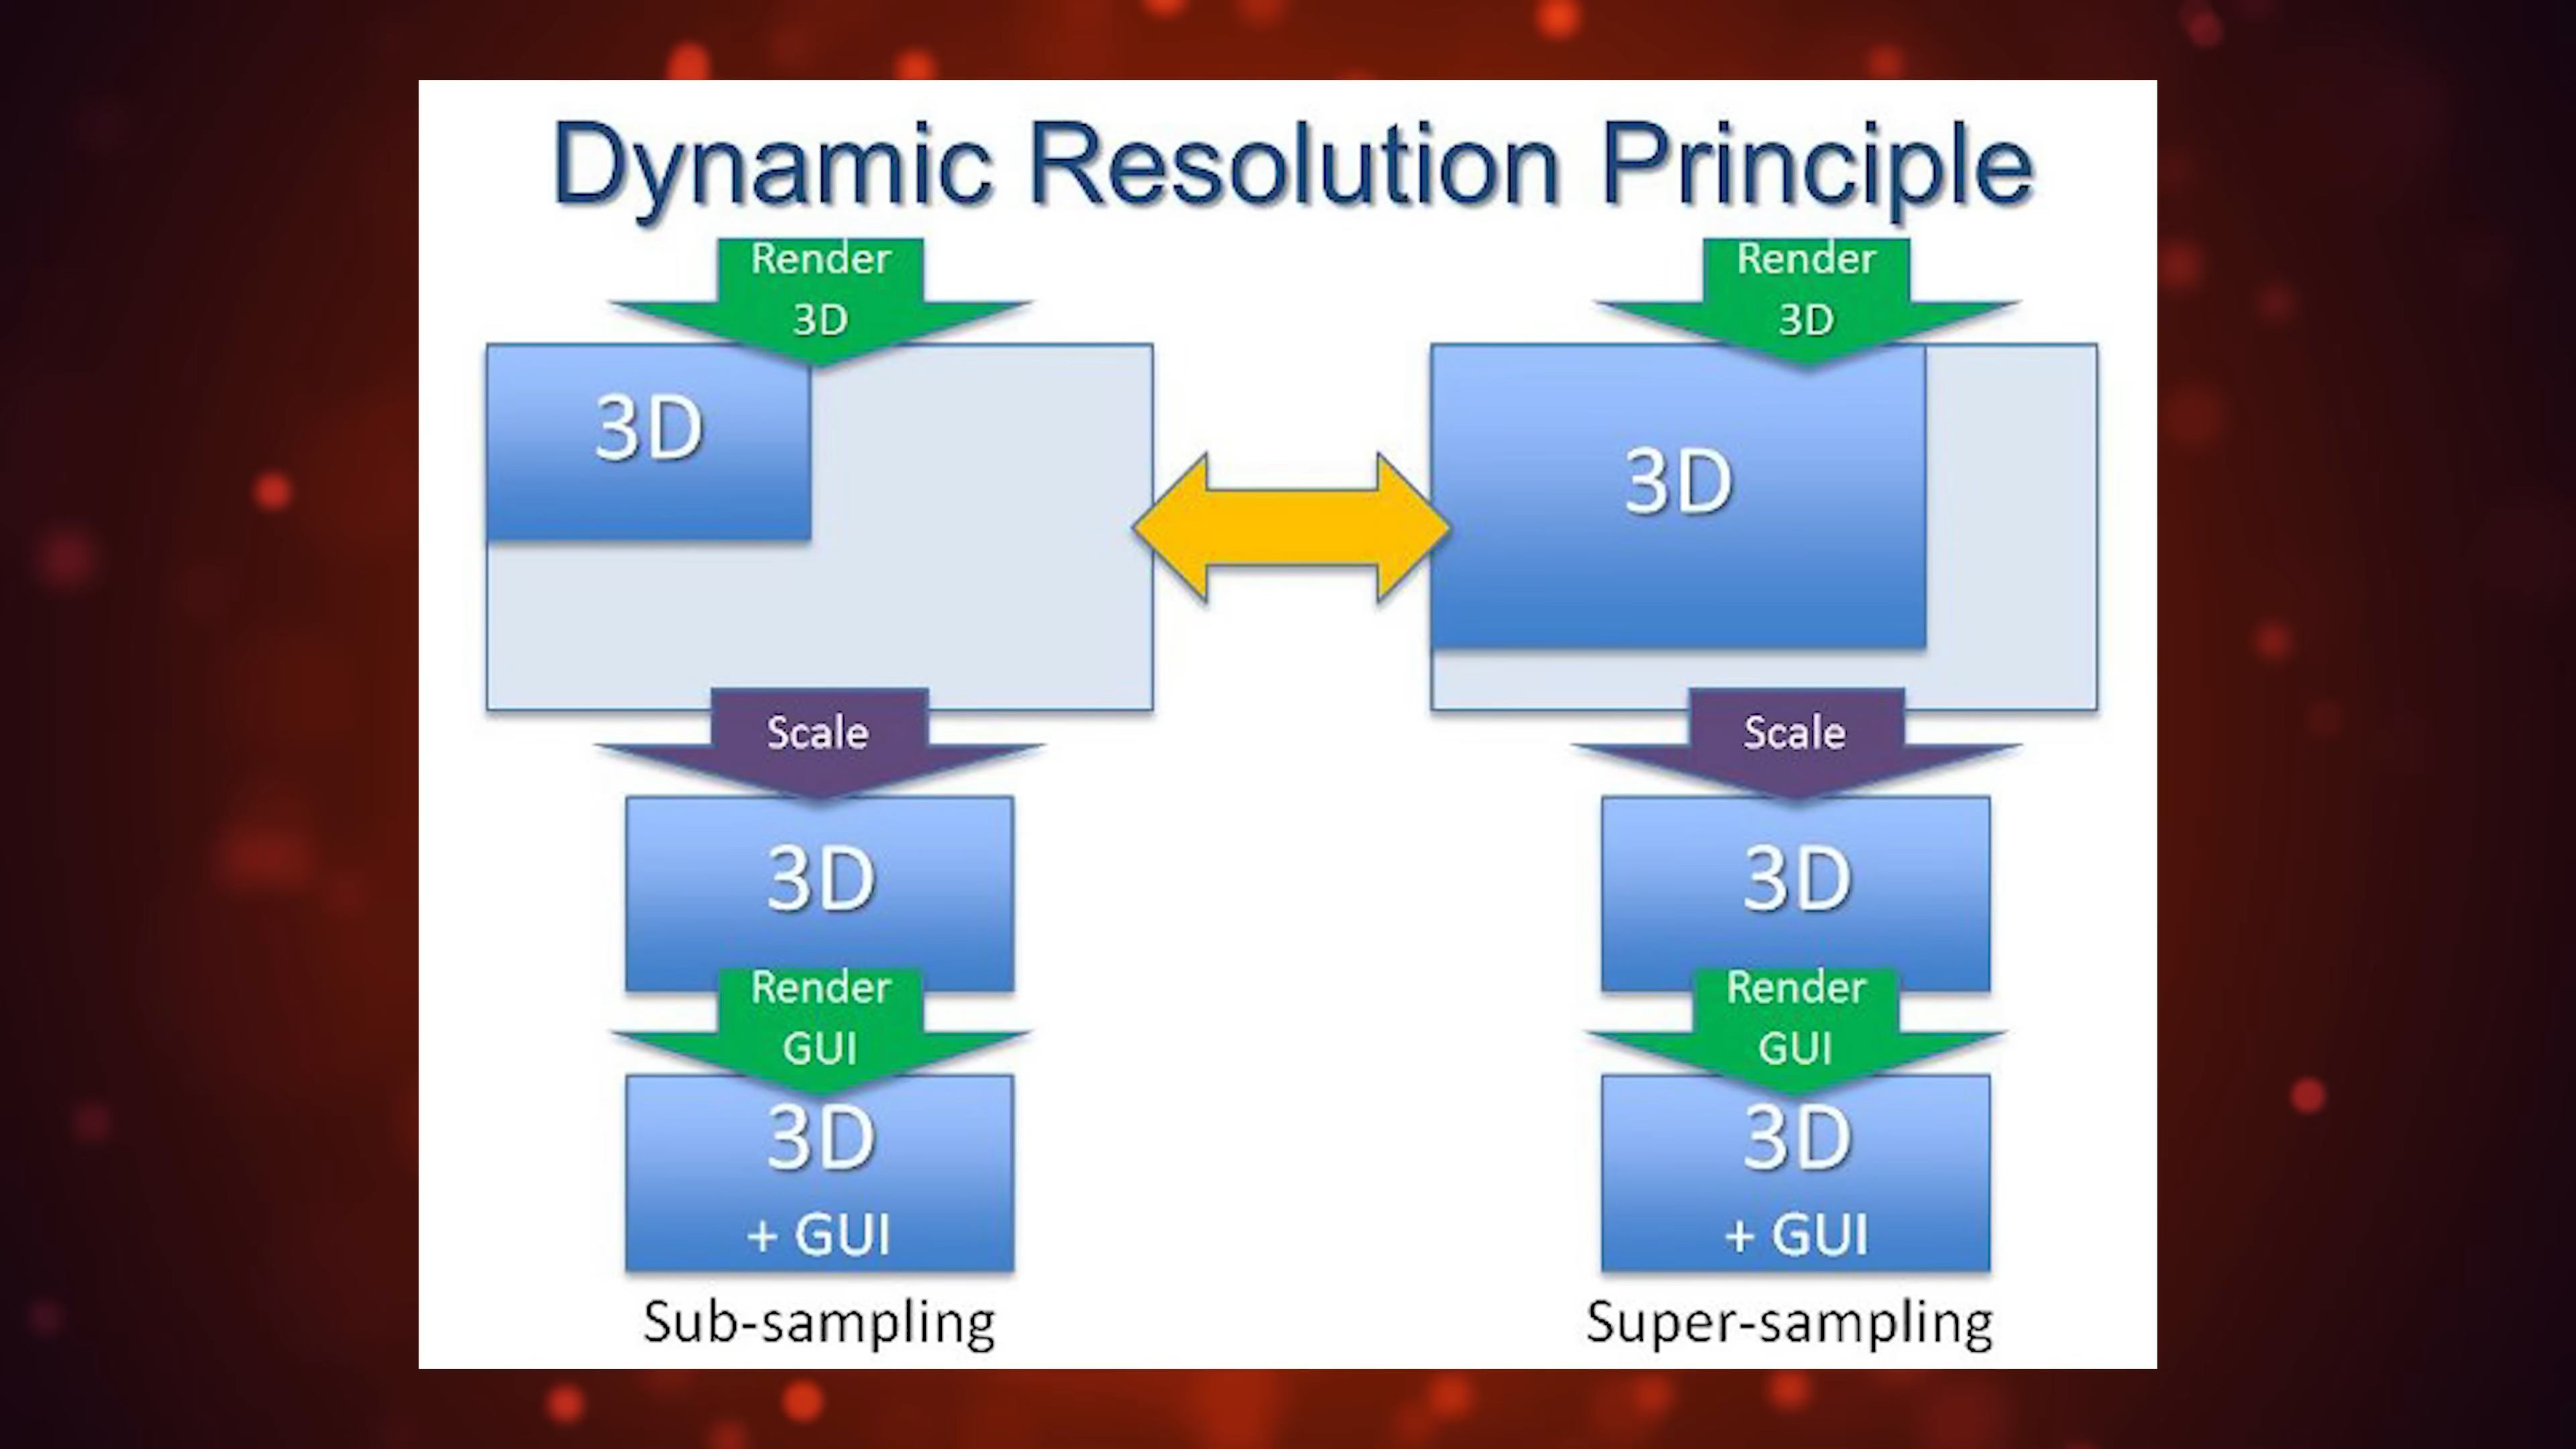 Dynamic Resolution Principle
Render
3D
3D
Scale
3D
Render
GUI
3D
+ GUI
Sub-sampling
Render
3D
3D
Scale
3D
Render
GUI
3D
+ GUI
Super-sampling